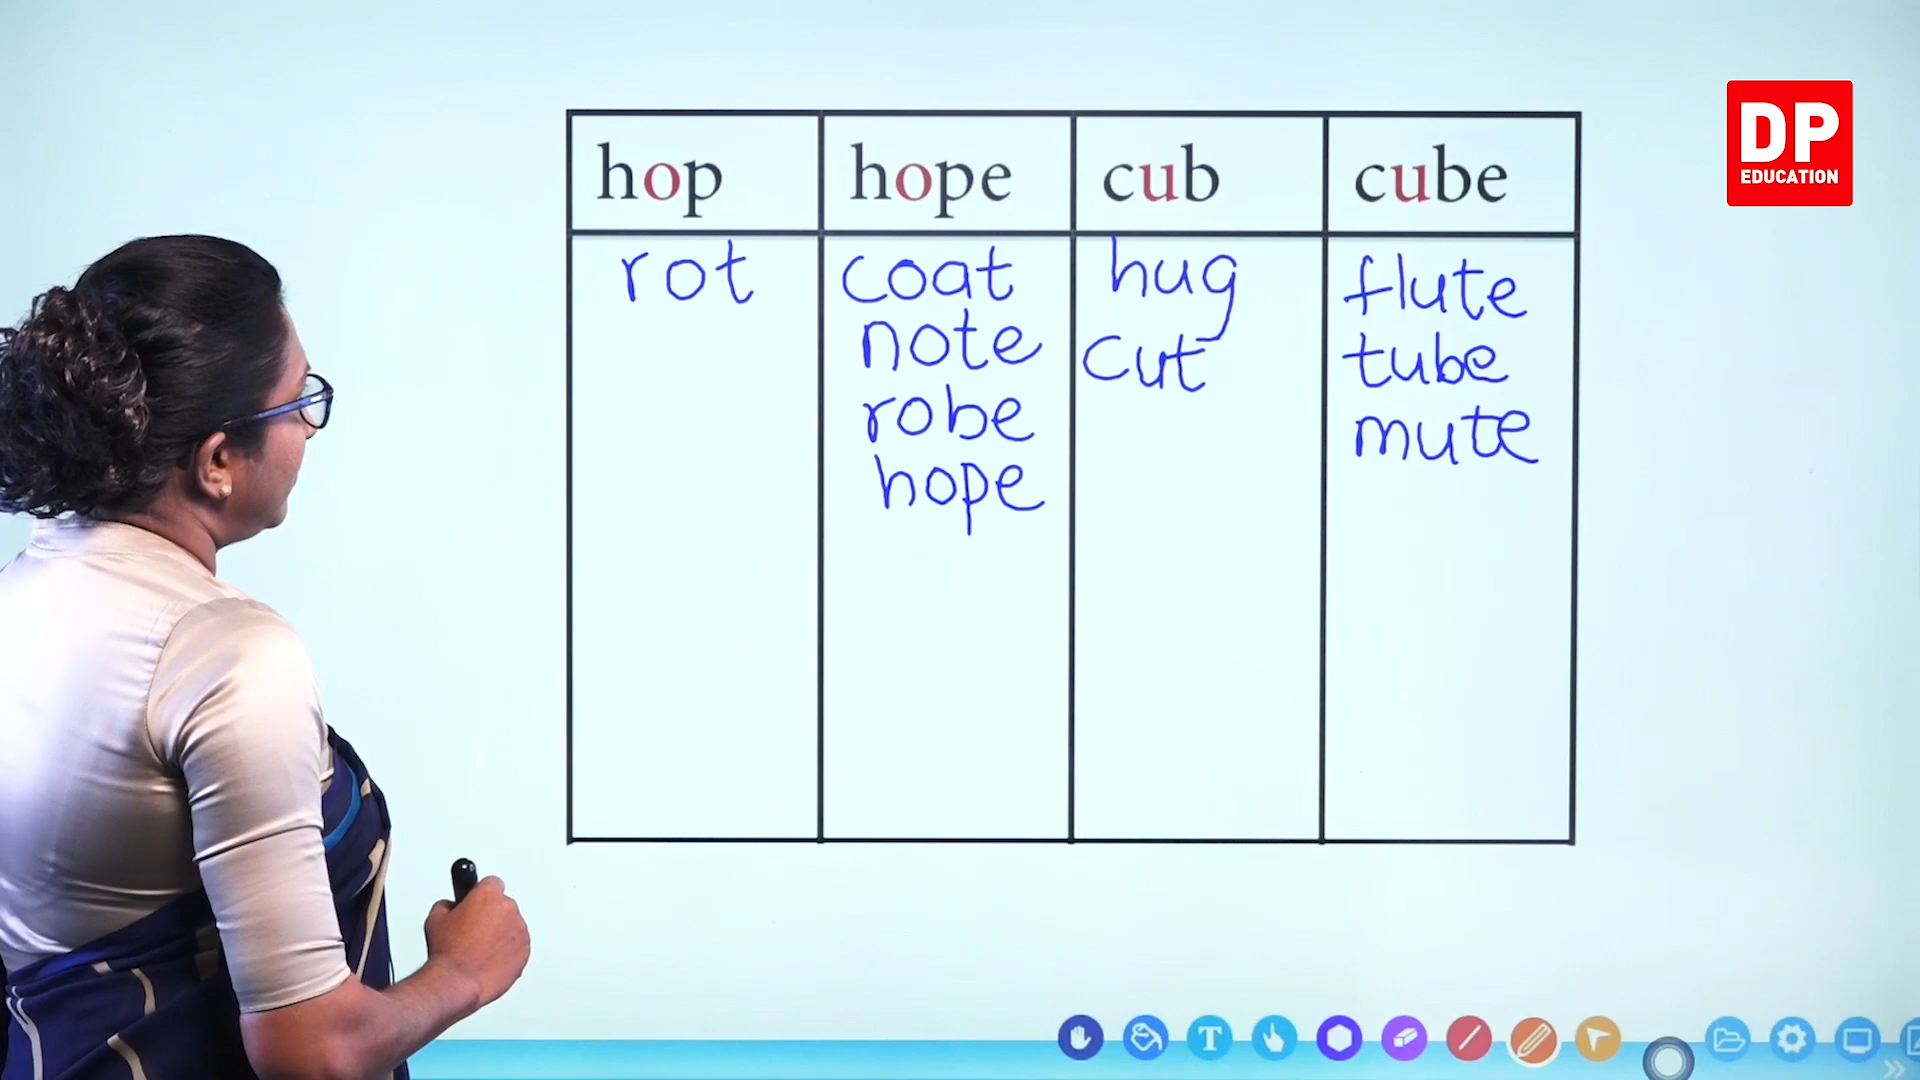 DP
EDUCATION
hop hope cub cube
rot coat hug flute
note cut tube
robe mute
hope
T